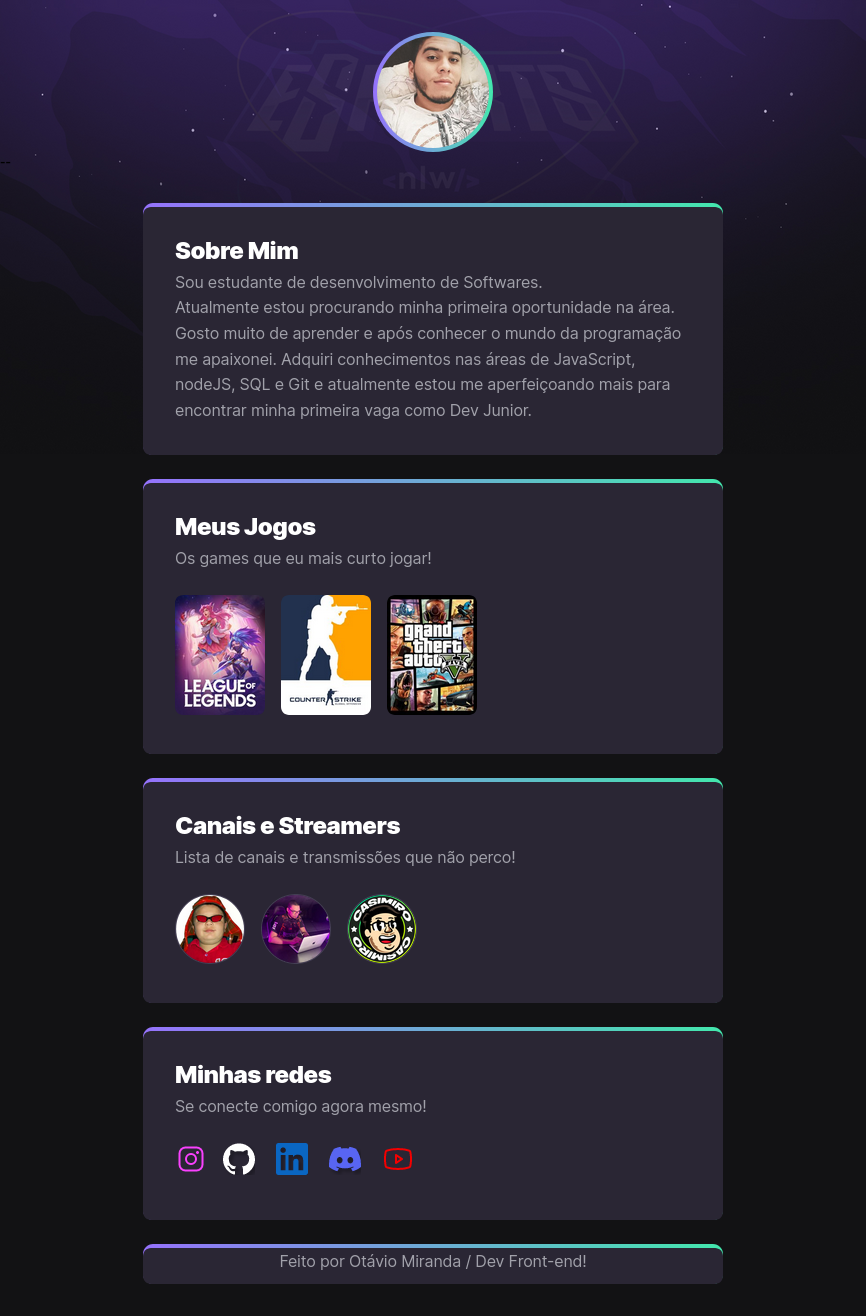 ESPORTS
<nlw/>
--
Sobre Mim
Sou estudante de desenvolvimento de Softwares.
Atualmente estou procurando minha primeira oportunidade na área.
Gosto muito de aprender e após conhecer o mundo da programação
me apaixonei. Adquiri conhecimentos nas áreas de JavaScript,
nodeJS, SQL e Git e atualmente estou me aperfeiçoando mais para
encontrar minha primeira vaga como Dev Junior.
Meus Jogos
Os games que eu mais curto jogar!
LEAGUE OF
LEGENDS
COUNTER STRIKE
grand
theft
auto
V
Canais e Streamers
Lista de canais e transmissões que não perco!
CASIMIRO
CASIMIRO
Minhas redes
Se conecte comigo agora mesmo!
in
Feito por Otávio Miranda / Dev Front-end!